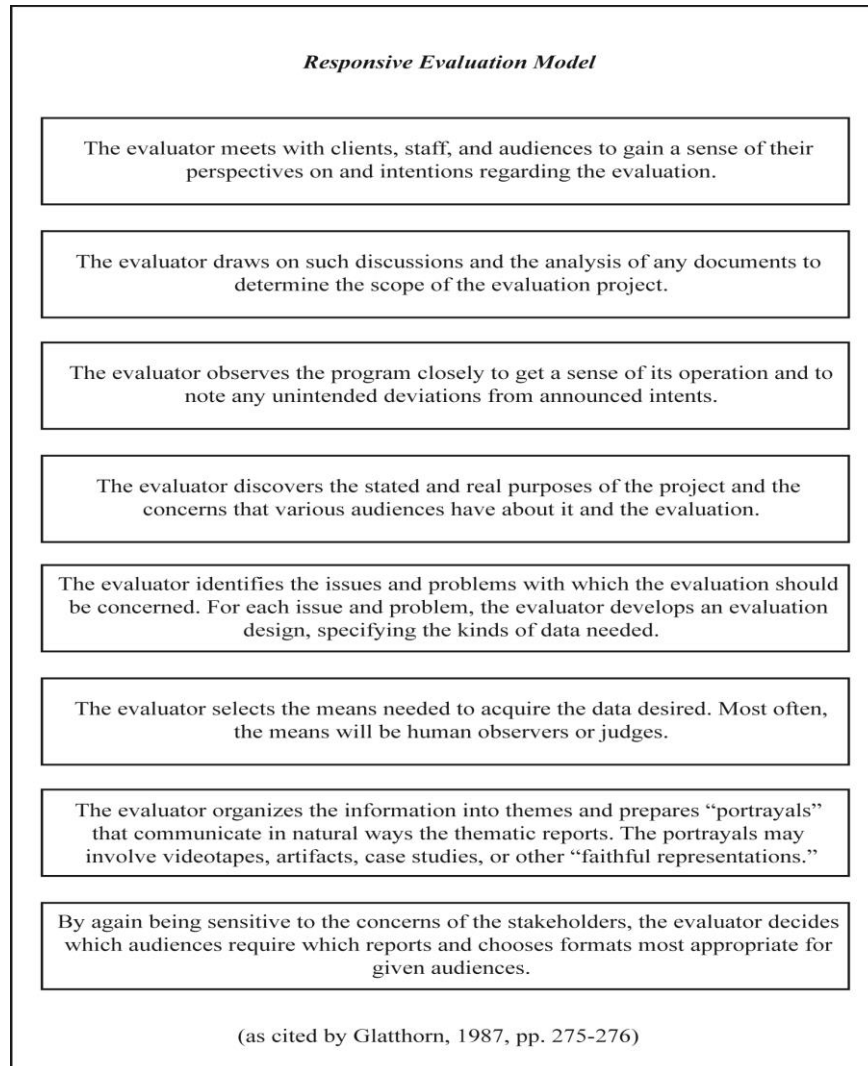 Responsive Evaluation Model
The evaluator meets with clients, staff, and audiences to gain a sense of their
perspectives on and intentions regarding the evaluation.
The evaluator draws on such discussions and the analysis of any documents to
determine the scope of the evaluation project.
The evaluator observes the program closely to get a sense of its operation and to
note any unintended deviations from announced intents.
The evaluator discovers the stated and real purposes of the project and the
concerns that various audiences have about it and the evaluation.
The evaluator identifies the issues and problems with which the evaluation should
be concerned. For each issue and problem, the evaluator develops an evaluation
design, specifying the kinds of data needed.
The evaluator selects the means needed to acquire the data desired. Most often,
the means will be human observers or judges.
The evaluator organizes the information into themes and prepares “portrayals”
that communicate in natural ways the thematic reports. The portrayals may
involve videotapes, artifacts, case studies, or other “faithful representations.”
By again being sensitive to the concerns of the stakeholders, the evaluator decides
which audiences require which reports and chooses formats most appropriate for
given audiences.
(as cited by Glatthorn, 1987, pp. 275-276)